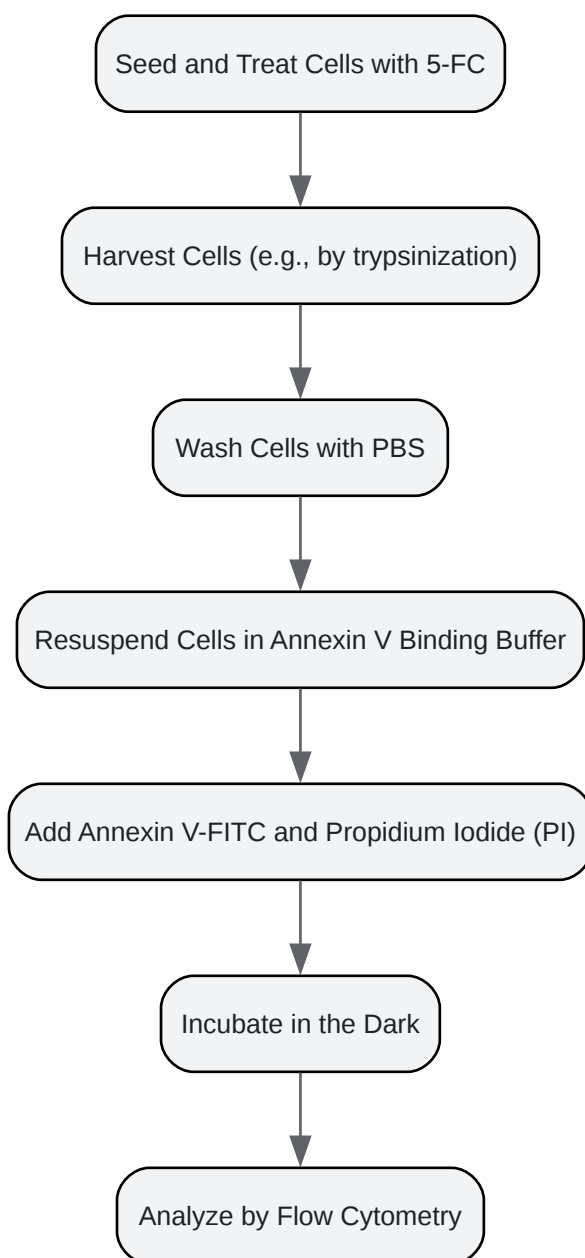 Seed and Treat Cells with 5-FC
Harvest Cells (e.g., by trypsinization)
Wash Cells with PBS
Resuspend Cells in Annexin V Binding Buffer
Add Annexin V-FITC and Propidium Iodide (PI)
Incubate in the Dark
Analyze by Flow Cytometry